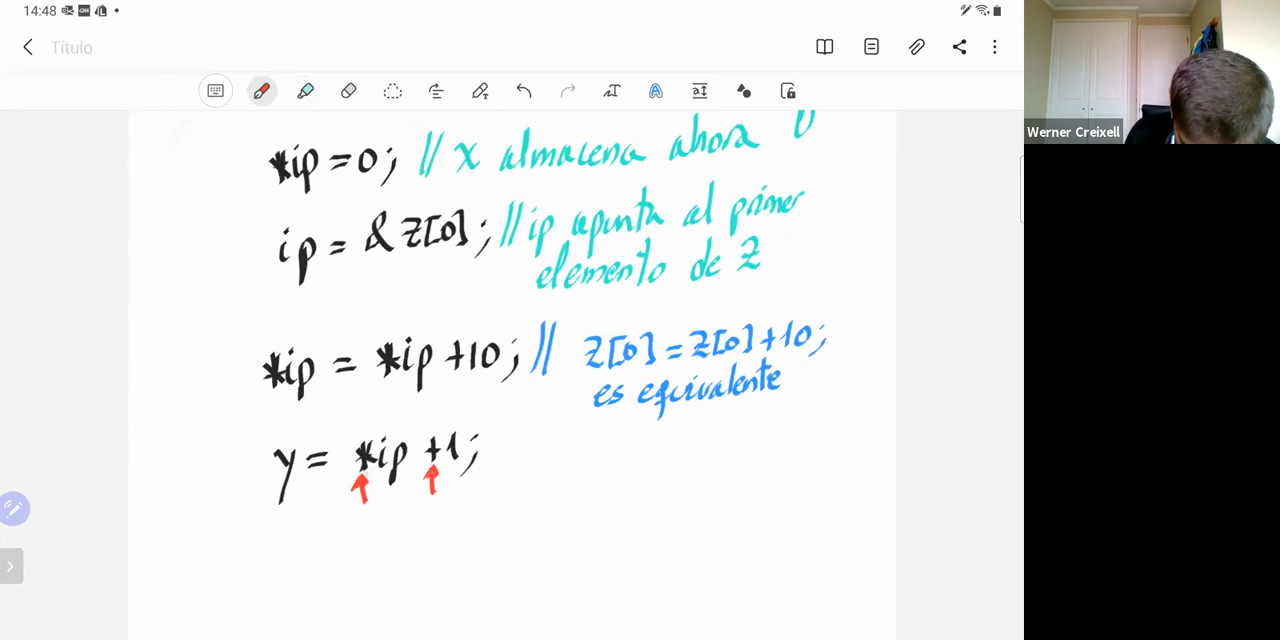 14:48
Título
*ip = 0; // x almacena ahora 0
ip = & z[0]; // ip apunta al primer
elemento de z
*ip = *ip + 10; // z[0] = z[0] + 10;
es equivalente
y = *ip + 1;
Werner Creixell